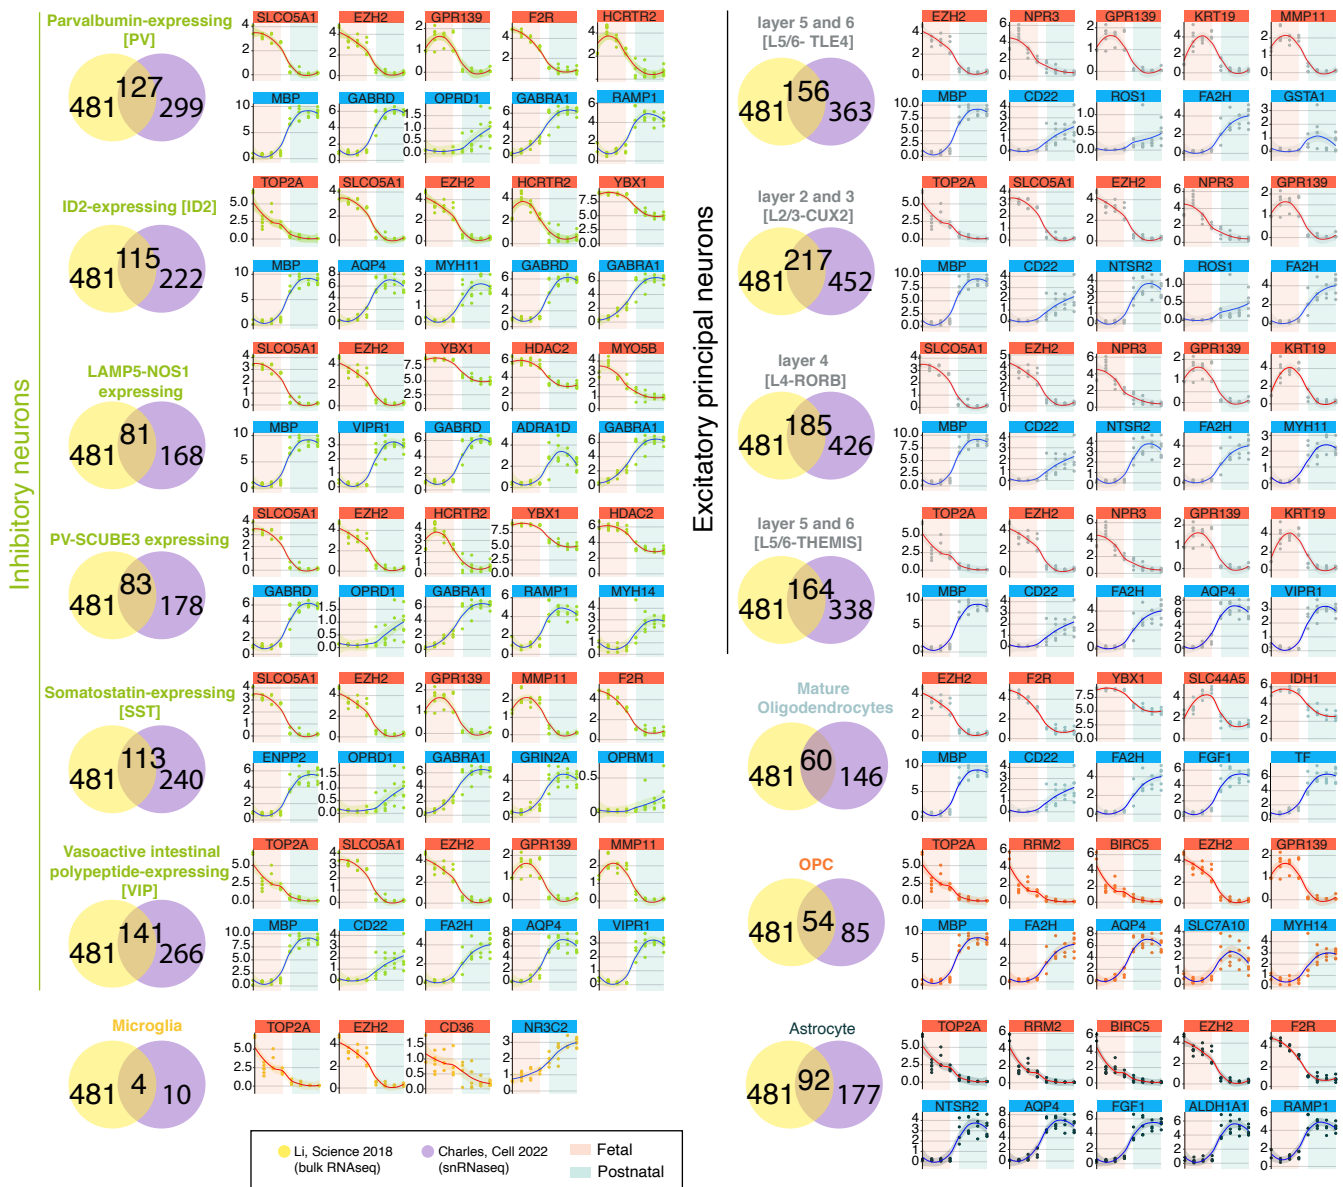 Inhibitory neurons
Parvalbumin-expressing
[PV]
481 127 299
SLCO5A1 EZH2 GPR139 F2R HCRTR2
MBP GABRD OPRD1 GABRA1 RAMP1
ID2-expressing [ID2]
481 115 222
TOP2A SLCO5A1 EZH2 HCRTR2 YBX1
MBP AQP4 MYH11 GABRD GABRA1
LAMP5-NOS1
expressing
481 81 168
SLCO5A1 EZH2 YBX1 HDAC2 MYO5B
MBP VIPR1 GABRD ADRA1D GABRA1
PV-SCUBE3 expressing
481 83 178
SLCO5A1 EZH2 HCRTR2 YBX1 HDAC2
GABRD OPRD1 GABRA1 RAMP1 MYH14
Somatostatin-expressing
[SST]
481 113 240
SLCO5A1 EZH2 GPR139 MMP11 F2R
ENPP2 OPRD1 GABRA1 GRIN2A OPRM1
Vasoactive intestinal
polypeptide-expressing
[VIP]
481 141 266
TOP2A SLCO5A1 EZH2 GPR139 MMP11
MBP CD22 FA2H AQP4 VIPR1
Microglia
481 4 10
TOP2A EZH2 CD36 NR3C2
Excitatory principal neurons
layer 5 and 6
[L5/6- TLE4]
481 156 363
EZH2 NPR3 GPR139 KRT19 MMP11
MBP CD22 ROS1 FA2H GSTA1
layer 2 and 3
[L2/3-CUX2]
481 217 452
TOP2A SLCO5A1 EZH2 NPR3 GPR139
MBP CD22 NTSR2 ROS1 FA2H
layer 4
[L4-RORB]
481 185 426
SLCO5A1 EZH2 NPR3 GPR139 KRT19
MBP CD22 NTSR2 FA2H MYH11
layer 5 and 6
[L5/6-THEMIS]
481 164 338
TOP2A EZH2 NPR3 GPR139 KRT19
MBP CD22 FA2H AQP4 VIPR1
Mature
Oligodendrocytes
481 60 146
EZH2 F2R YBX1 SLC44A5 IDH1
MBP CD22 FA2H FGF1 TF
OPC
481 54 85
TOP2A RRM2 BIRC5 EZH2 GPR139
MBP FA2H AQP4 SLC7A10 MYH14
Astrocyte
481 92 177
TOP2A RRM2 BIRC5 EZH2 F2R
NTSR2 AQP4 FGF1 ALDH1A1 RAMP1
Li, Science 2018
(bulk RNAseq)
Charles, Cell 2022
(snRNAseq)
Fetal
Postnatal